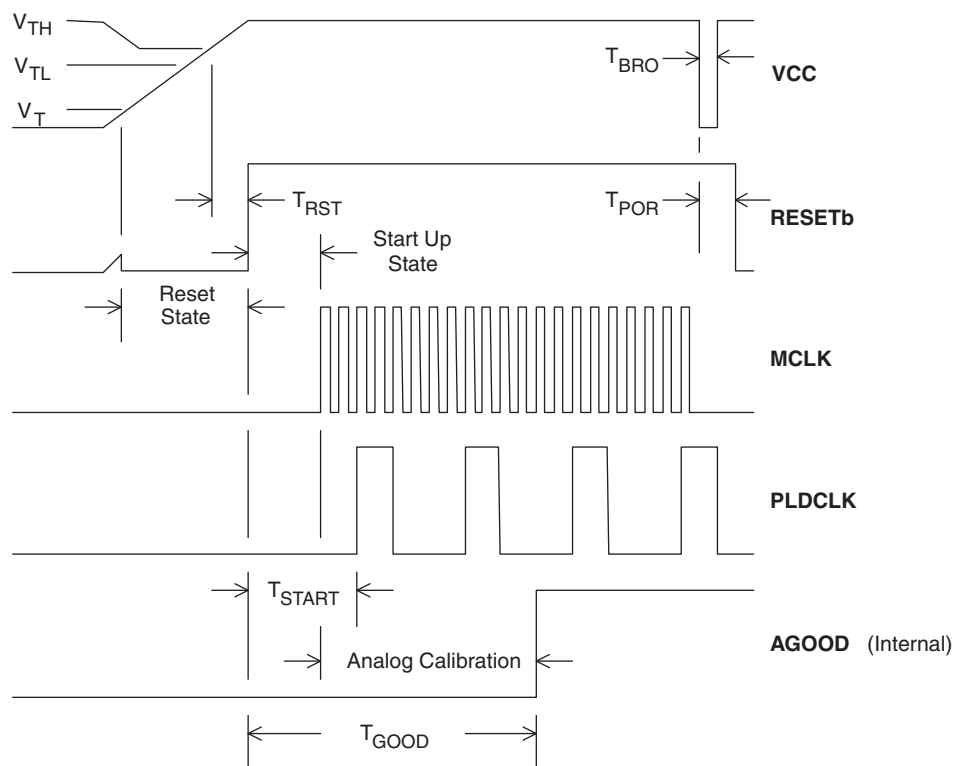 VTH
VTL
VT
TBRO
VCC
TRST
TPOR
RESETb
Start Up
State
Reset
State
MCLK
PLDCLK
TSTART
AGOOD (Internal)
Analog Calibration
TGOOD